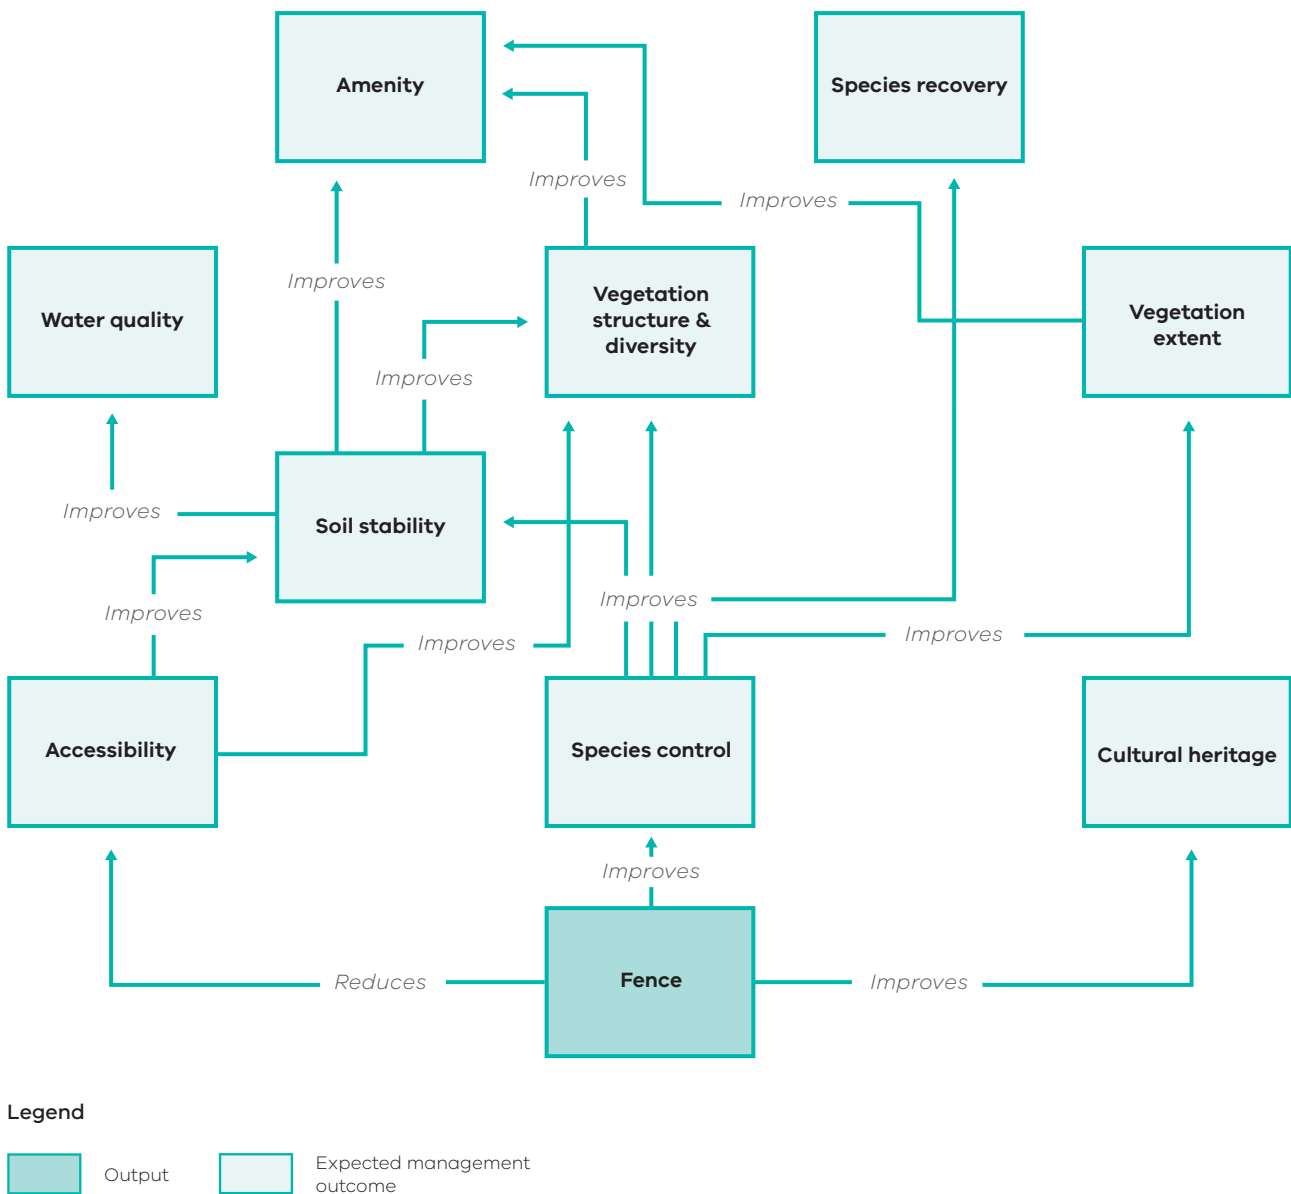 Amenity
Species recovery
Improves
Improves
Improves
Water quality
Vegetation
structure &
diversity
Vegetation
extent
Improves
Improves
Soil stability
Improves
Improves
Improves
Improves
Accessibility
Species control
Cultural heritage
Improves
Reduces
Fence
Improves
Legend
Output
Expected management
outcome